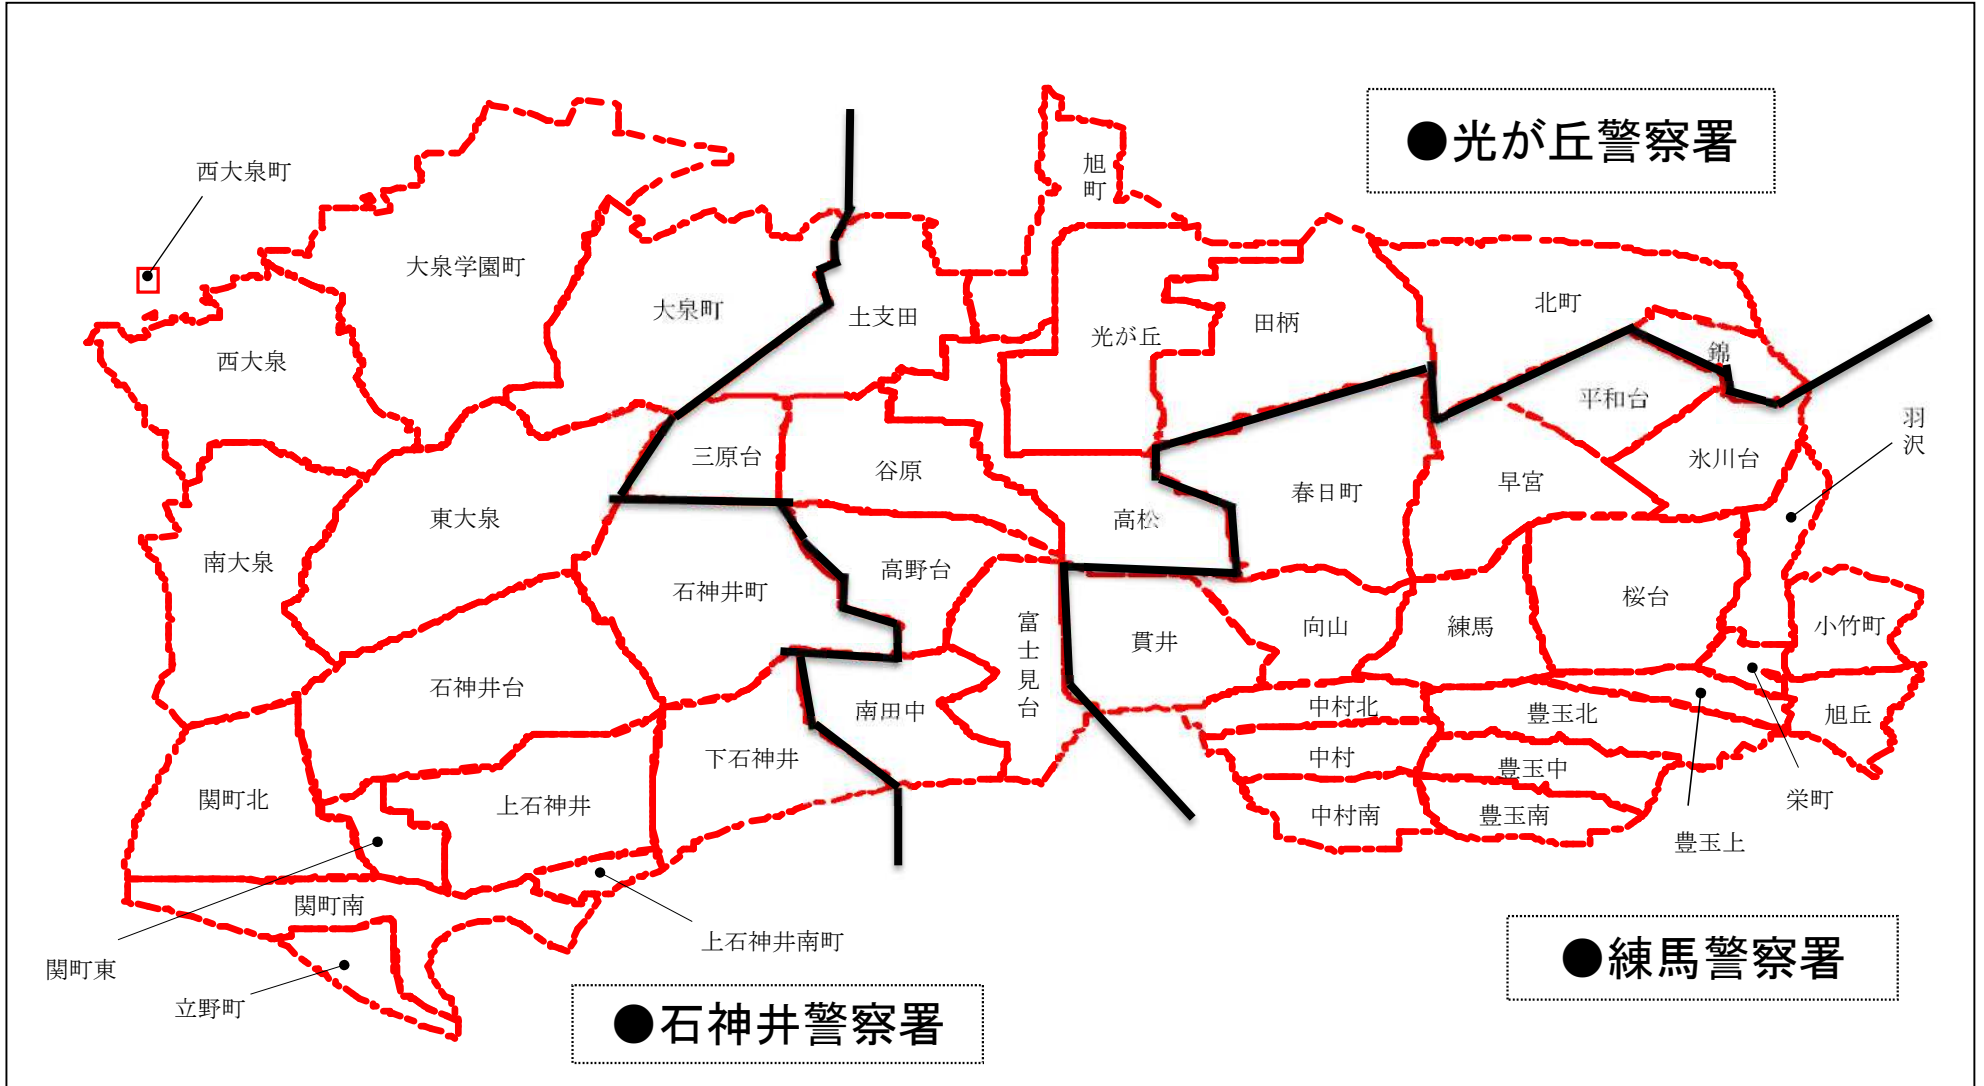 ●光が丘警察署
旭町
西大泉町
大泉学園町
大泉町
土支田
光が丘
田柄
北町
錦
西大泉
平和台
羽沢
三原台
谷原
氷川台
早宮
春日町
高松
東大泉
南大泉
高野台
石神井町
富士見台
貫井
向山
練馬
桜台
小竹町
石神井台
南田中
中村北
豊玉北
旭丘
下石神井
中村
豊玉中
関町北
上石神井
中村南
豊玉南
栄町
豊玉上
関町南
上石神井南町
関町東
立野町
●練馬警察署
●石神井警察署